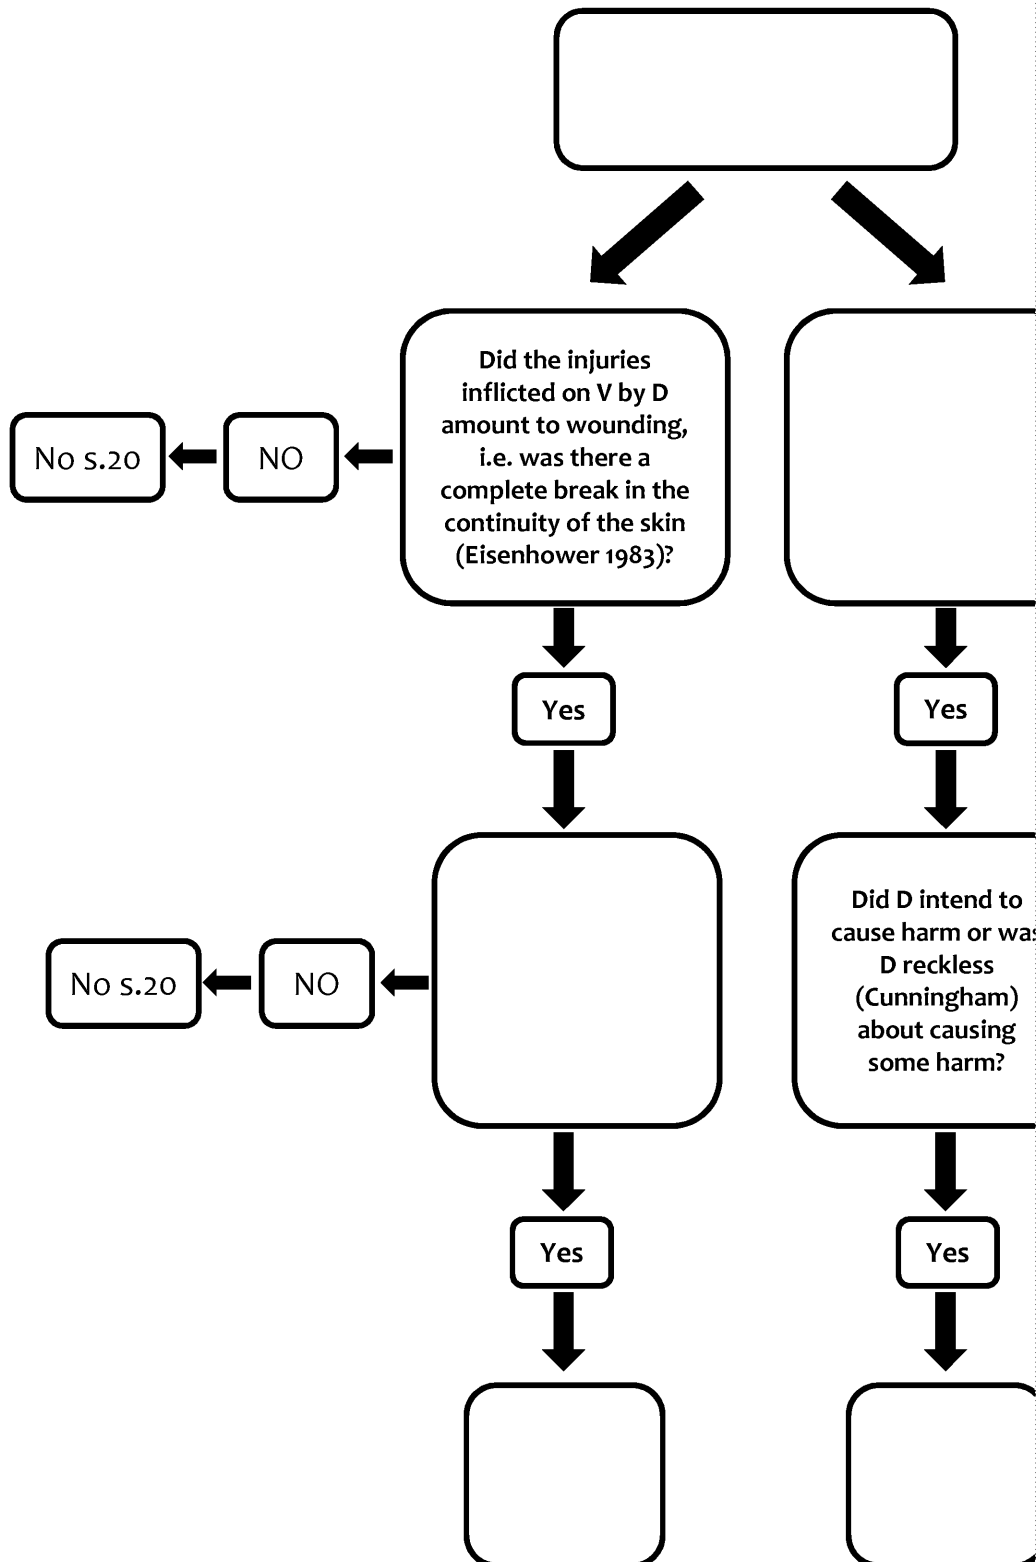 Did the injuries
inflicted on V by D
amount to wounding,
i.e. was there a
complete break in the
continuity of the skin
(Eisenhower 1983)?
No s.20
NO
Yes
Yes
Did D intend to
cause harm or was
D reckless
(Cunningham)
about causing
some harm?
No s.20
NO
Yes
Yes